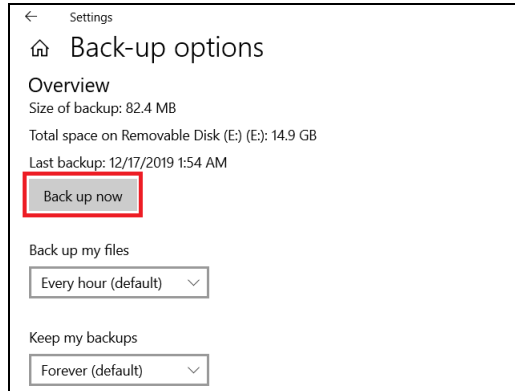 Settings
Back-up options
Overview
Size of backup: 82.4 MB
Total space on Removable Disk (E:) (E:): 14.9 GB
Last backup: 12/17/2019 1:54 AM
Back up now
Back up my files
Every hour (default)
Keep my backups
Forever (default)